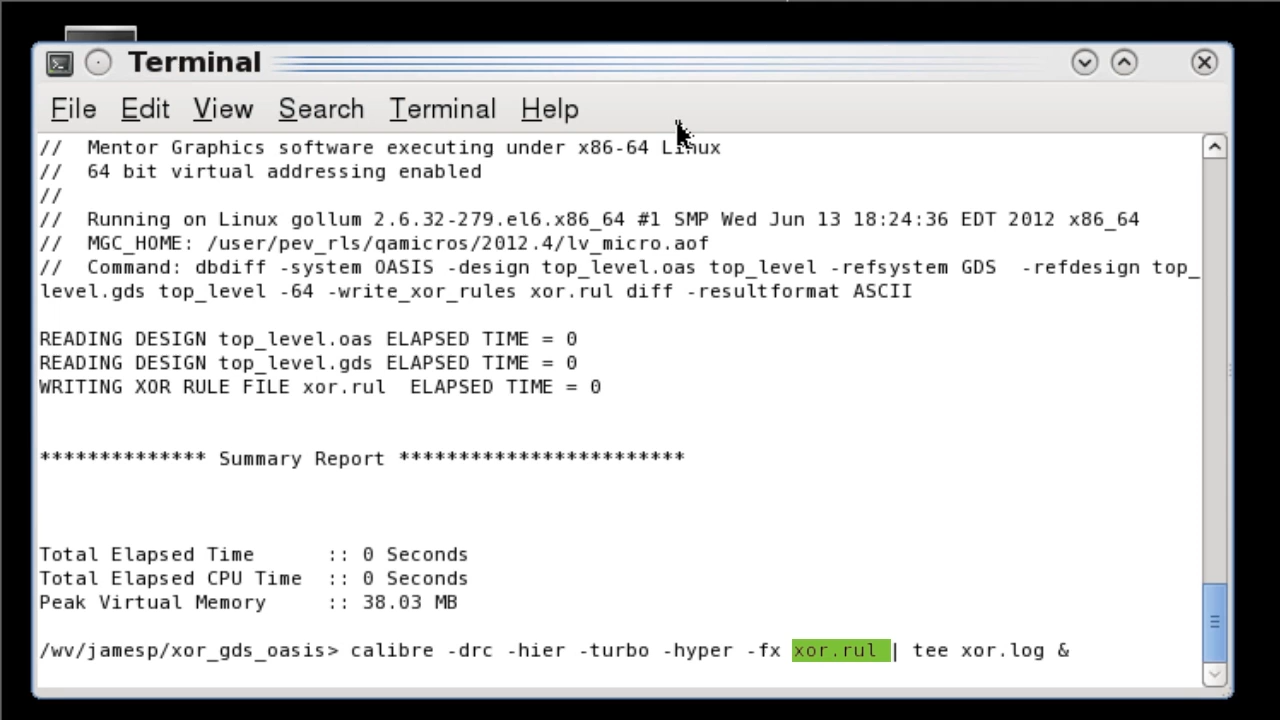 Terminal
File Edit View Search Terminal Help
//  Mentor Graphics software executing under x86-64 Linux
//  64 bit virtual addressing enabled
//
//  Running on Linux gollum 2.6.32-279.el6.x86_64 #1 SMP Wed Jun 13 18:24:36 EDT 2012 x86_64
//  MGC_HOME: /user/pev_rls/qamicros/2012.4/lv_micro.aof
//  Command: dbdiff -system OASIS -design top_level.oas top_level -refsystem GDS  -refdesign top_
level.gds top_level -64 -write_xor_rules xor.rul diff -resultformat ASCII
READING DESIGN top_level.oas ELAPSED TIME = 0
READING DESIGN top_level.gds ELAPSED TIME = 0
WRITING XOR RULE FILE xor.rul  ELAPSED TIME = 0
************** Summary Report ************************
Total Elapsed Time      :: 0 Seconds
Total Elapsed CPU Time  :: 0 Seconds
Peak Virtual Memory     :: 38.03 MB
/wv/jamesp/xor_gds_oasis> calibre -drc -hier -turbo -hyper -fx xor.rul | tee xor.log &